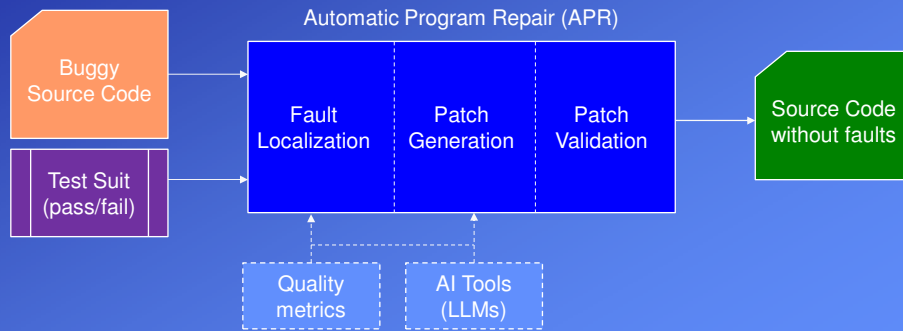 Automatic Program Repair (APR)
Buggy
Source Code
Test Suit
(pass/fail)
Fault
Localization
Patch
Generation
Patch
Validation
Source Code
without faults
Quality
metrics
AI Tools
(LLMs)